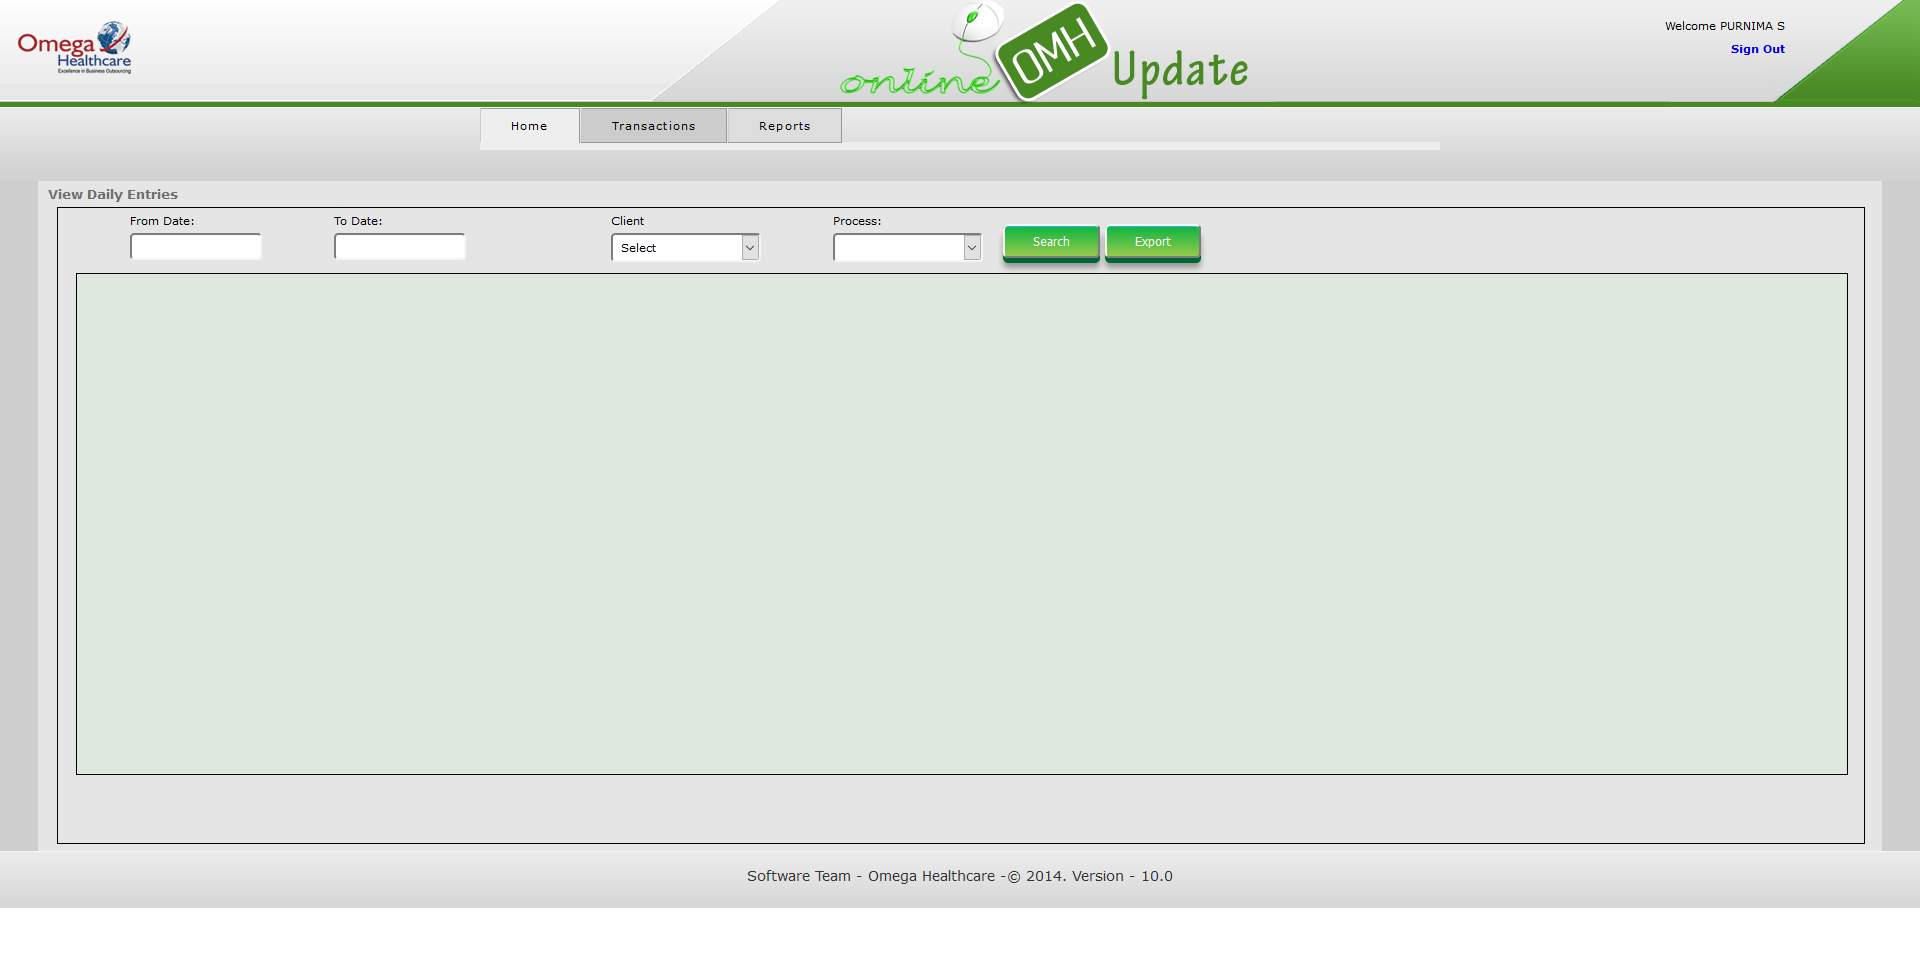 Omega
Healthcare
Excellence in Business Outsourcing
online OMH Update
Welcome PURNIMA S
Sign Out
Home Transactions Reports
View Daily Entries
From Date: To Date: Client Process:
Select Search Export
Software Team - Omega Healthcare -© 2014. Version - 10.0